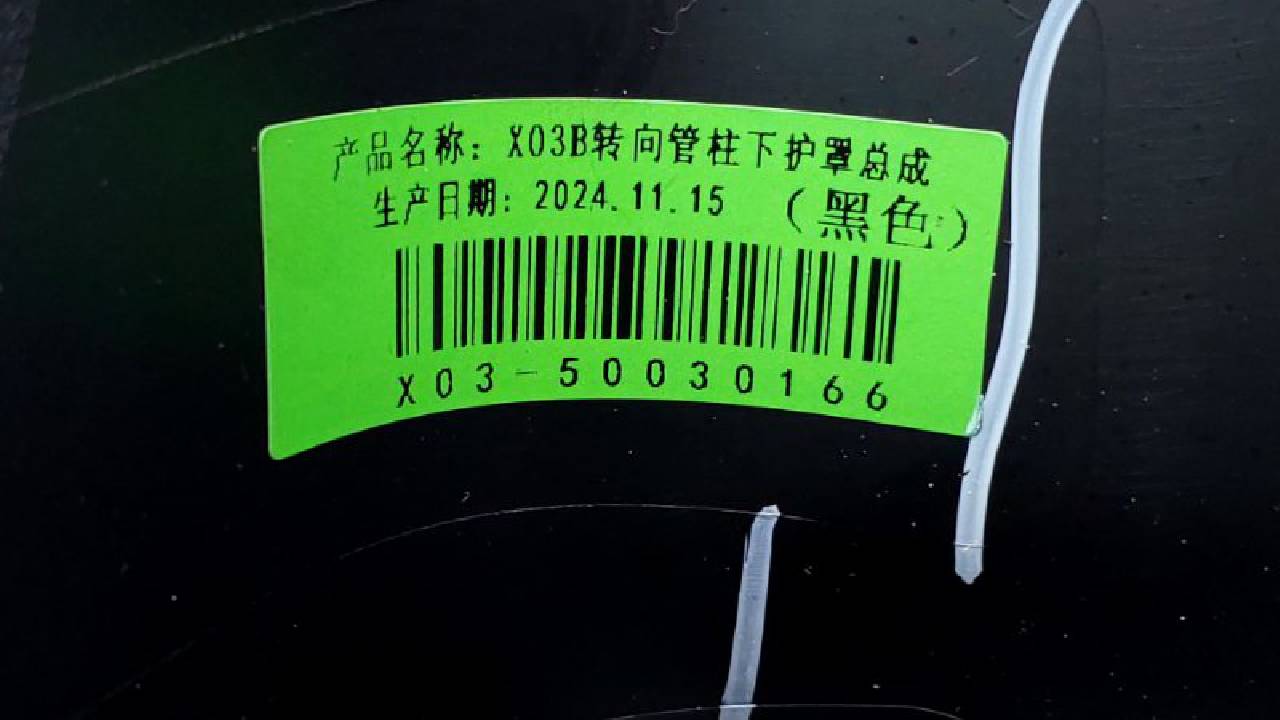 产品名称：X03B转向管柱下护罩总成
生产日期：2024.11.15 （黑色）
X03-50030166